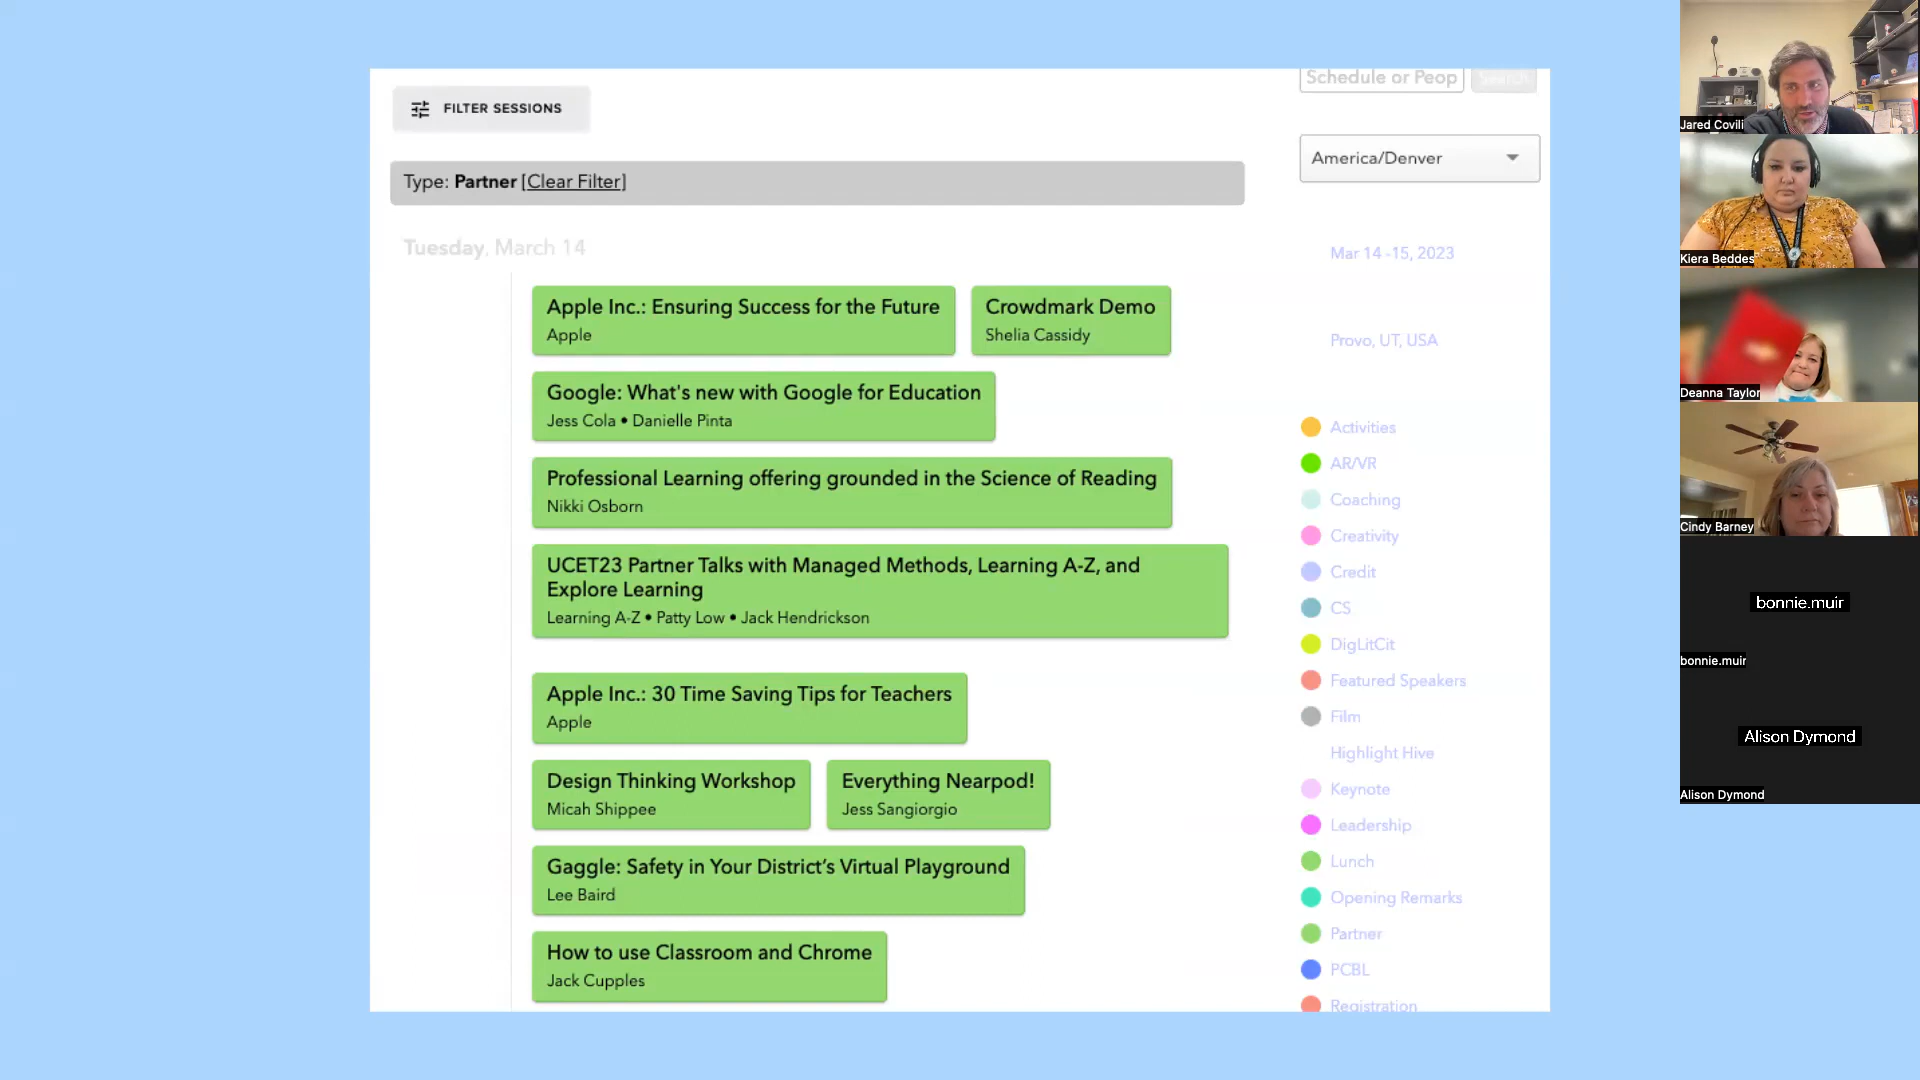 FILTER SESSIONS
Schedule or Peop
Search
America/Denver
Type: Partner [Clear Filter]
Tuesday, March 14
Apple Inc.: Ensuring Success for the Future
Apple
Crowdmark Demo
Shelia Cassidy
Google: What's new with Google for Education
Jess Cola • Danielle Pinta
Professional Learning offering grounded in the Science of Reading
Nikki Osborn
UCET23 Partner Talks with Managed Methods, Learning A-Z, and
Explore Learning
Learning A-Z • Patty Low • Jack Hendrickson
Apple Inc.: 30 Time Saving Tips for Teachers
Apple
Design Thinking Workshop
Micah Shippee
Everything Nearpod!
Jess Sangiorgio
Gaggle: Safety in Your District’s Virtual Playground
Lee Baird
How to use Classroom and Chrome
Jack Cupples
Mar 14 -15, 2023
Provo, UT, USA
Activities
AR/VR
Coaching
Creativity
Credit
CS
DigLitCit
Featured Speakers
Film
Highlight Hive
Keynote
Leadership
Lunch
Opening Remarks
Partner
PCBL
Registration
Jared Covili
Kiera Beddes
Deanna Taylor
Cindy Barney
bonnie.muir
bonnie.muir
Alison Dymond
Alison Dymond